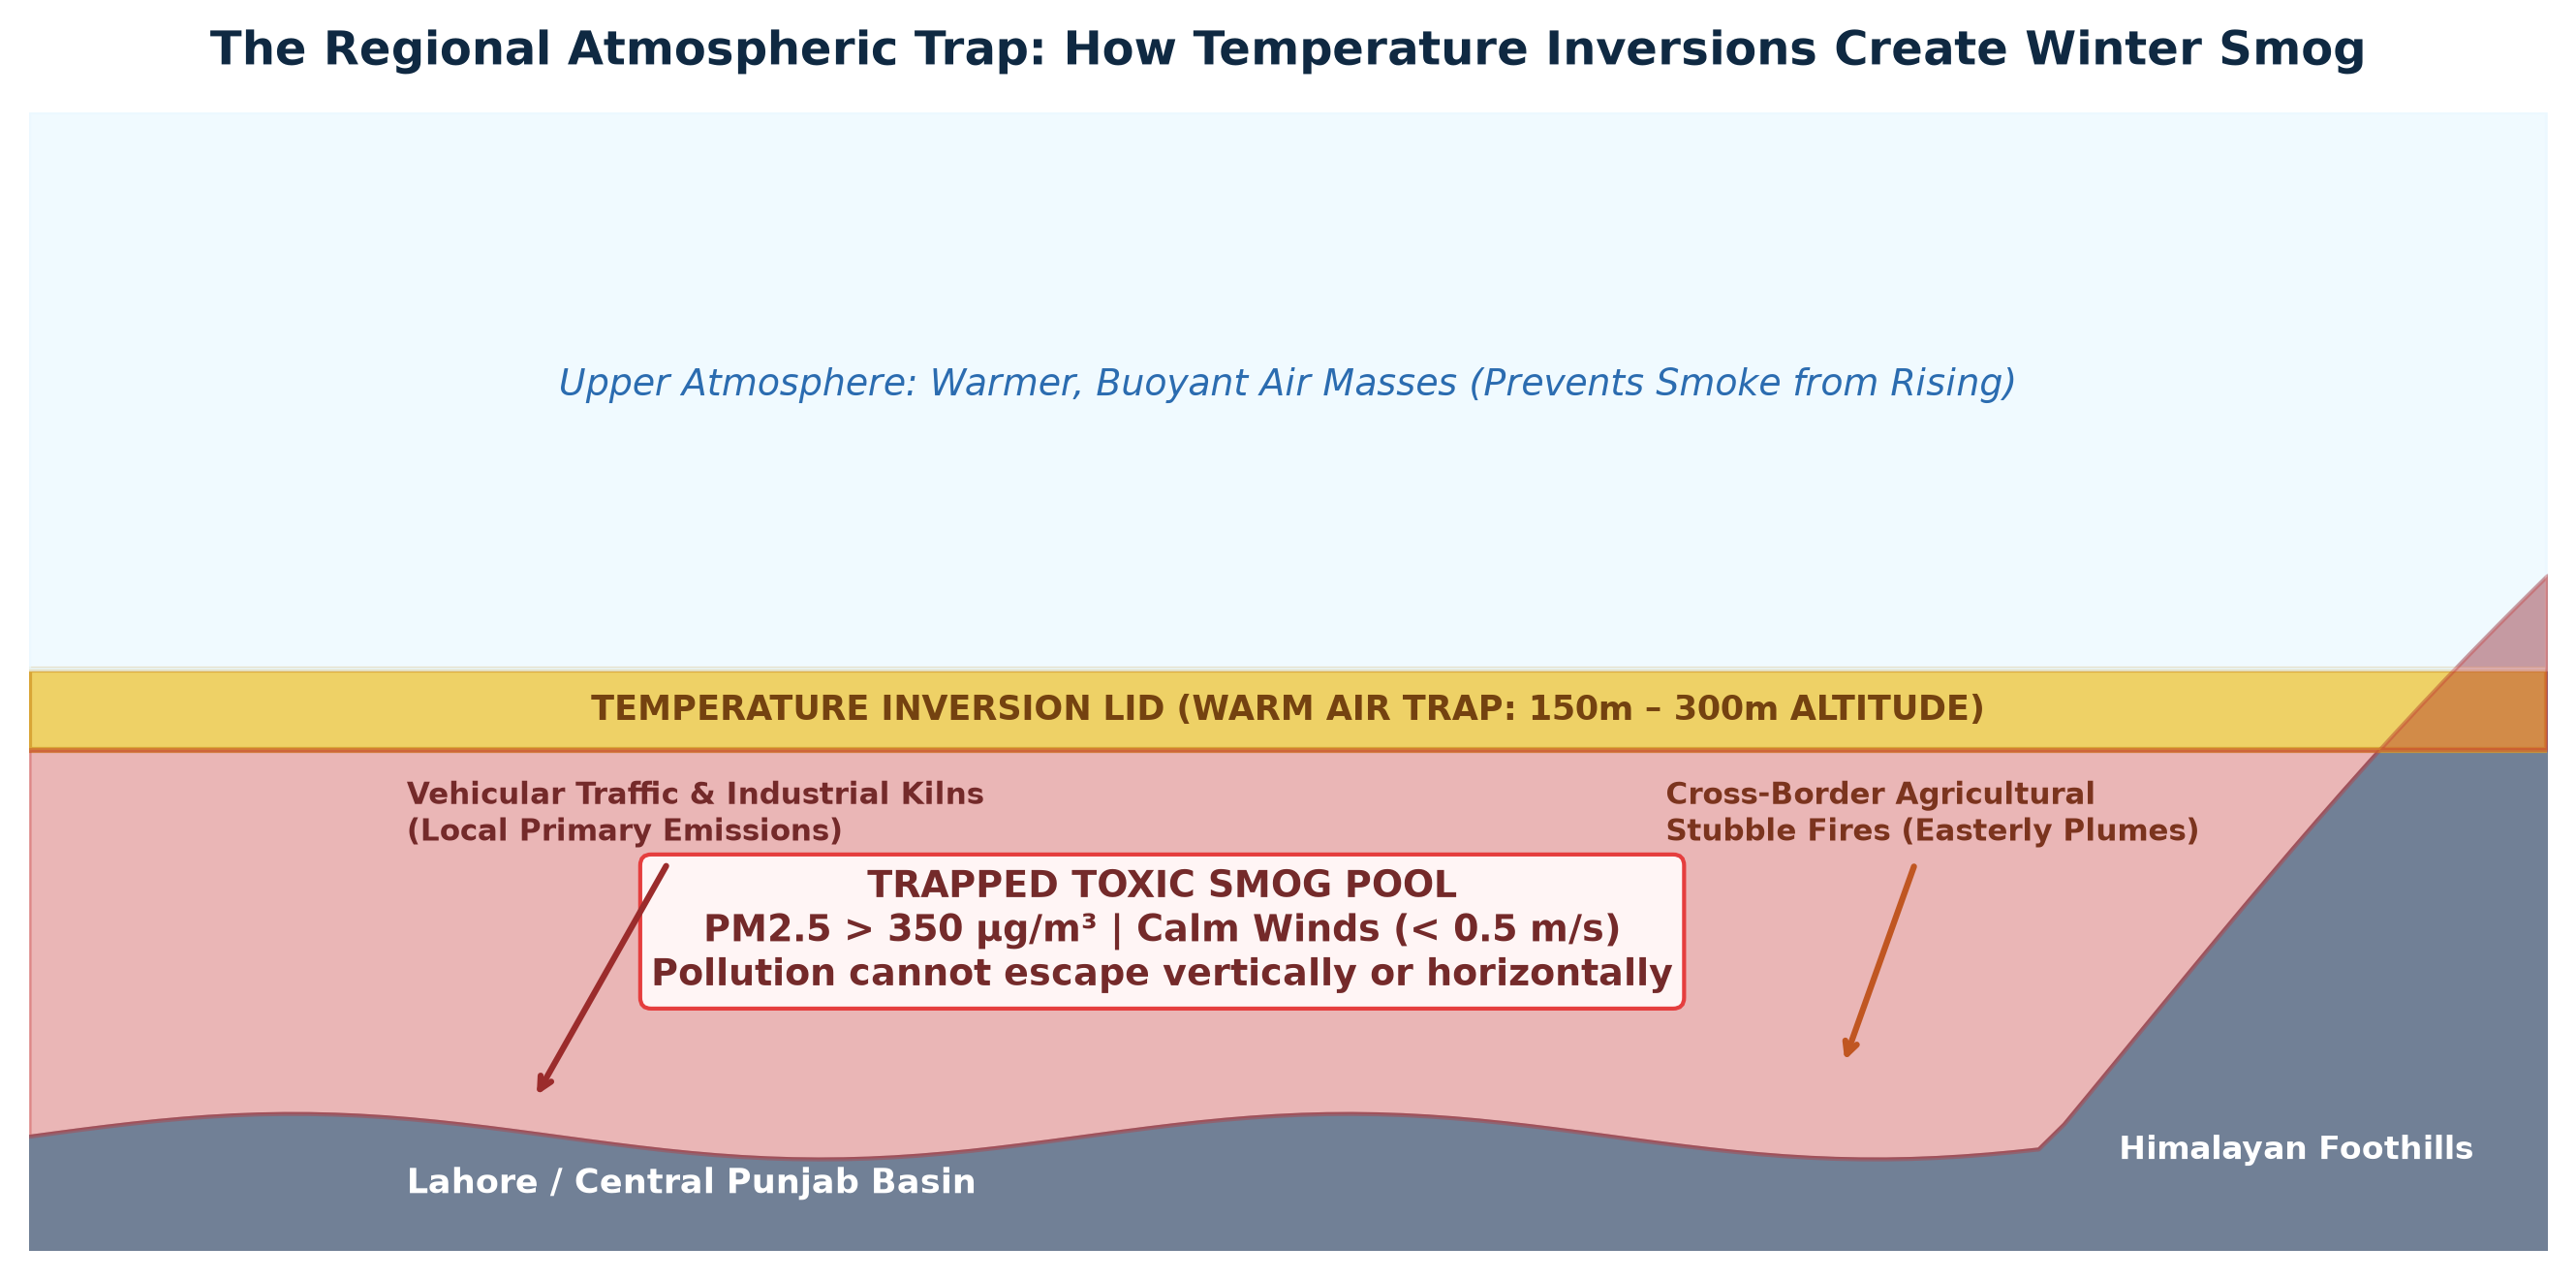 The Regional Atmospheric Trap: How Temperature Inversions Create Winter Smog
Upper Atmosphere: Warmer, Buoyant Air Masses (Prevents Smoke from Rising)
TEMPERATURE INVERSION LID (WARM AIR TRAP: 150m – 300m ALTITUDE)
Vehicular Traffic & Industrial Kilns
(Local Primary Emissions)
Cross-Border Agricultural
Stubble Fires (Easterly Plumes)
TRAPPED TOXIC SMOG POOL
PM2.5 > 350 µg/m³ | Calm Winds (< 0.5 m/s)
Pollution cannot escape vertically or horizontally
Lahore / Central Punjab Basin
Himalayan Foothills